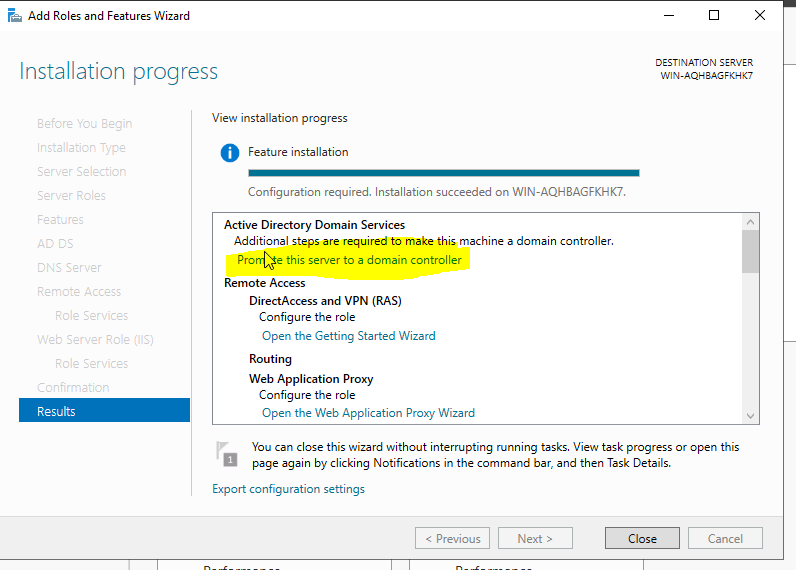 Add Roles and Features Wizard
Installation progress
DESTINATION SERVER
WIN-AQHBAGFKHK7
Before You Begin
Installation Type
Server Selection
Server Roles
Features
AD DS
DNS Server
Remote Access
Role Services
Web Server Role (IIS)
Role Services
Confirmation
Results
View installation progress
Feature installation
Configuration required. Installation succeeded on WIN-AQHBAGFKHK7.
Active Directory Domain Services
Additional steps are required to make this machine a domain controller.
Promote this server to a domain controller
Remote Access
DirectAccess and VPN (RAS)
Configure the role
Open the Getting Started Wizard
Routing
Web Application Proxy
Configure the role
Open the Web Application Proxy Wizard
1
You can close this wizard without interrupting running tasks. View task progress or open this
page again by clicking Notifications in the command bar, and then Task Details.
Export configuration settings
< Previous
Next >
Close
Cancel
Performance
Performance